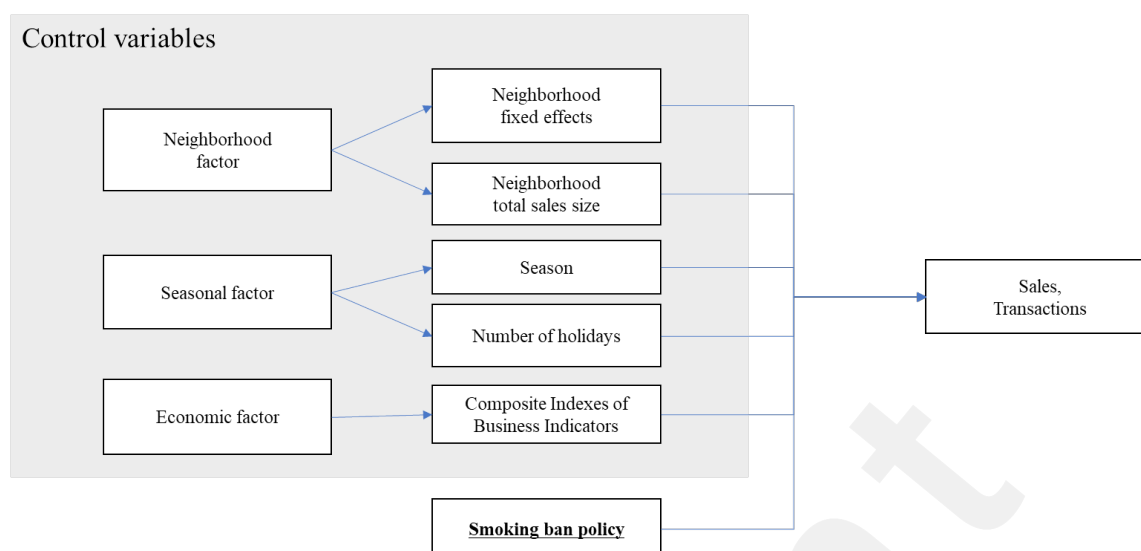 Control variables
Neighborhood
factor
Neighborhood
fixed effects
Neighborhood
total sales size
Seasonal factor
Season
Number of holidays
Economic factor
Composite Indexes of
Business Indicators
Smoking ban policy
Sales,
Transactions